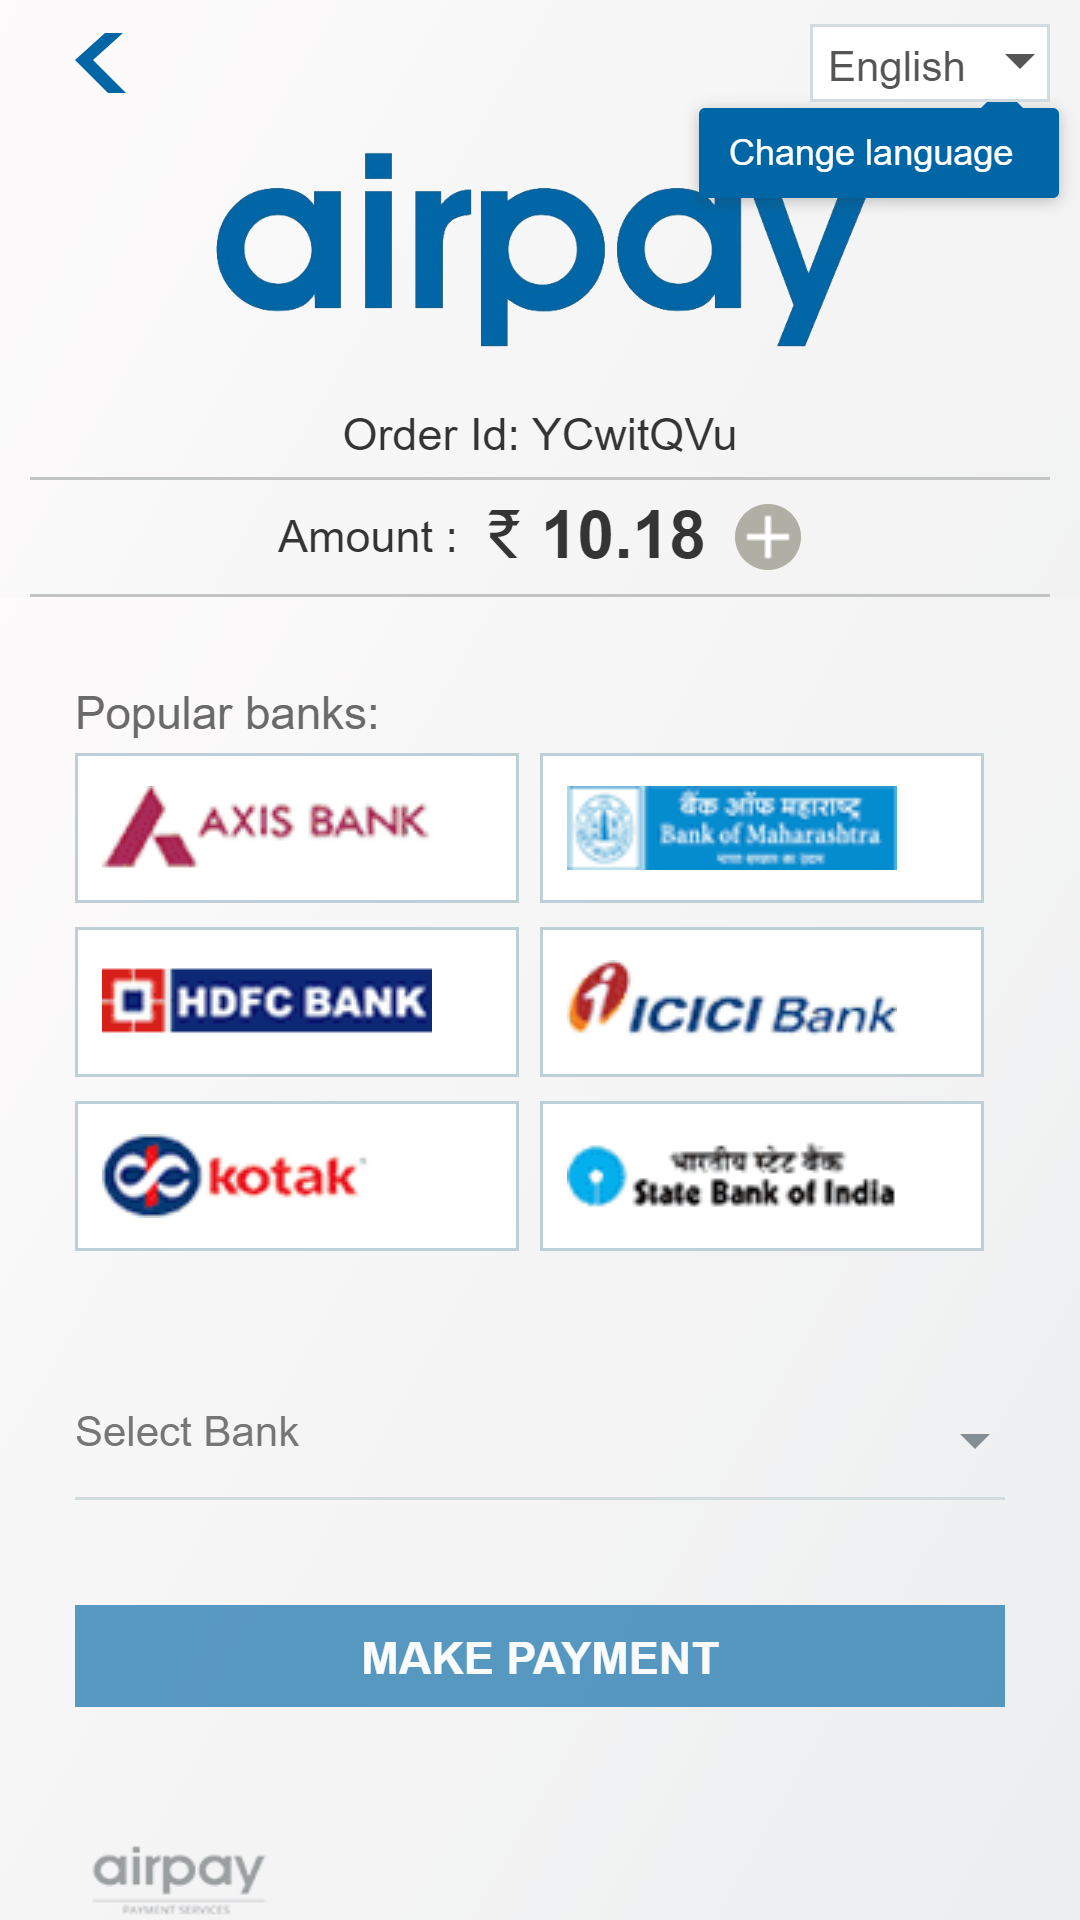 English
Change language
airpay
Order Id: YCwitQVu
Amount : ₹ 10.18
Popular banks:
AXIS BANK
बैंक ऑफ महाराष्ट्र
Bank of Maharashtra
HDFC BANK
ICICI Bank
kotak
भारतीय स्टेट बैंक
State Bank of India
Select Bank
MAKE PAYMENT
airpay
PAYMENT SERVICES